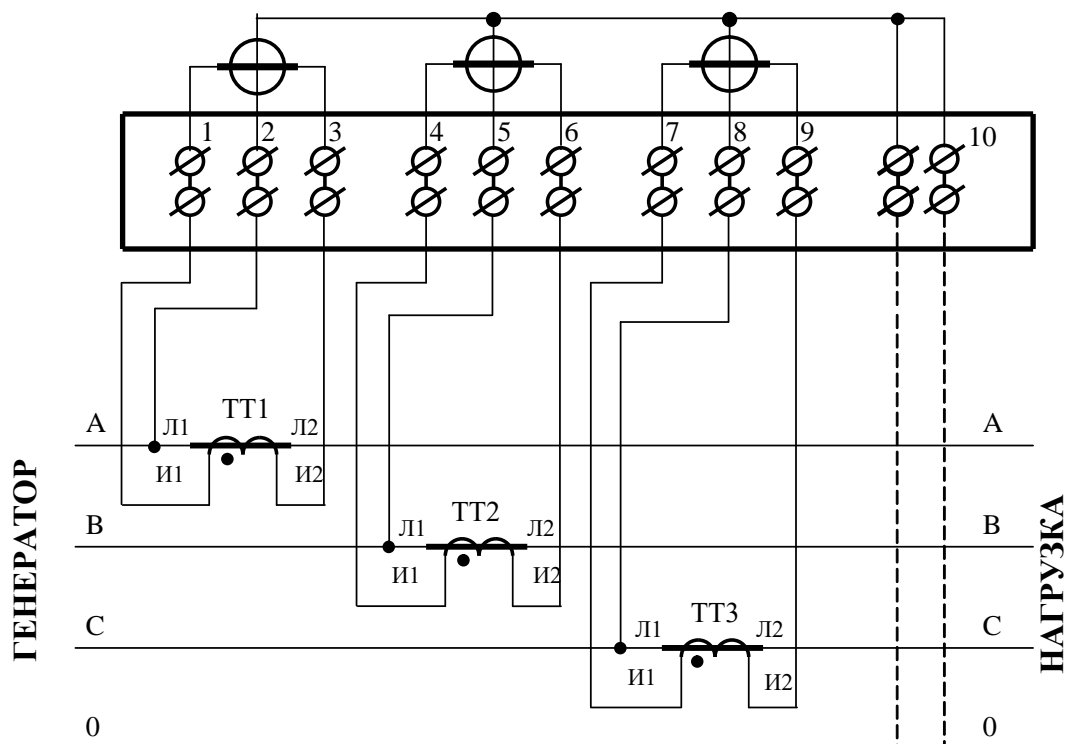 1 2 3 4 5 6 7 8 9 10
ТТ1
А Л1 Л2 А
И1 И2
ТТ2
В Л1 Л2 В
И1 И2
ТТ3
С Л1 Л2 С
И1 И2
0 0
ГЕНЕРАТОР
НАГРУЗКА